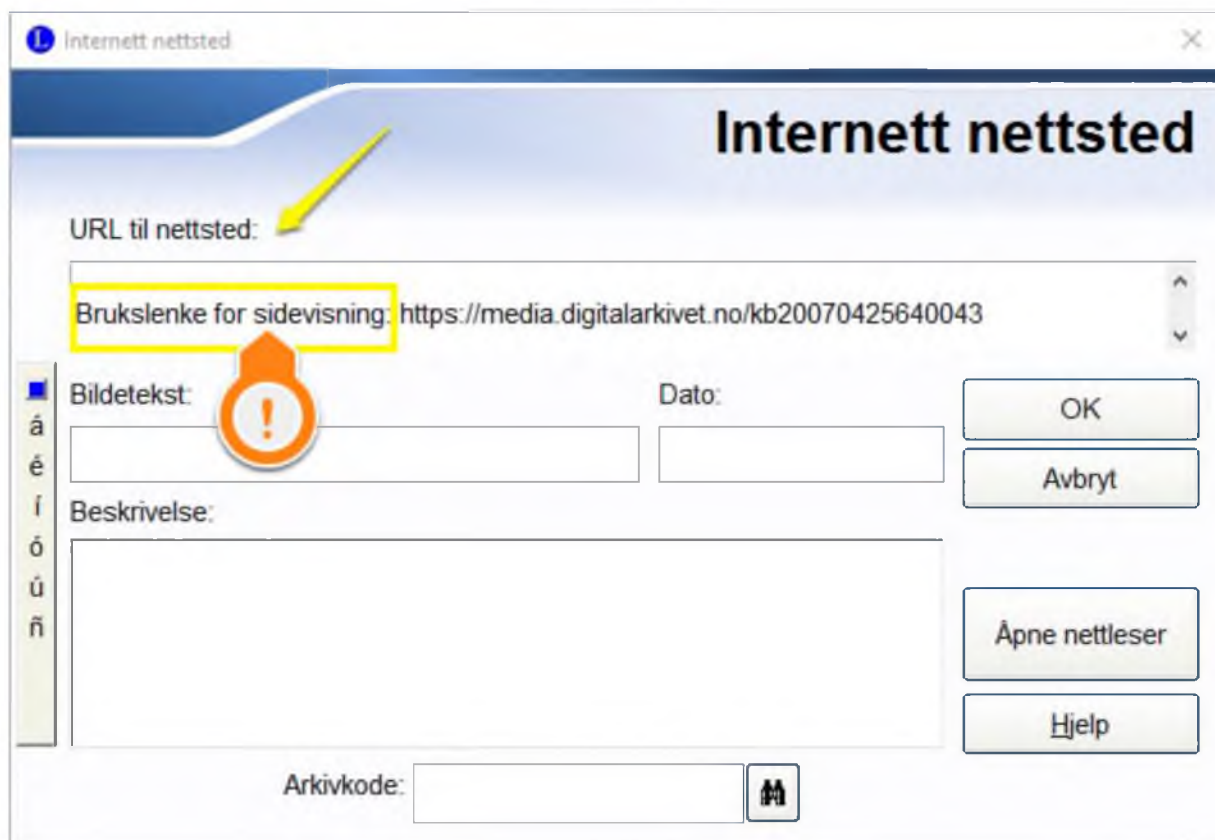 L Internett nettsted
Internett nettsted
URL til nettsted:
Brukslenke for sidevisning: https://media.digitalarkivet.no/kb20070425640043
!
Bildetekst:
Dato:
OK
Avbryt
Beskrivelse:
á
é
í
ó
ú
ñ
Åpne nettleser
Hjelp
Arkivkode: